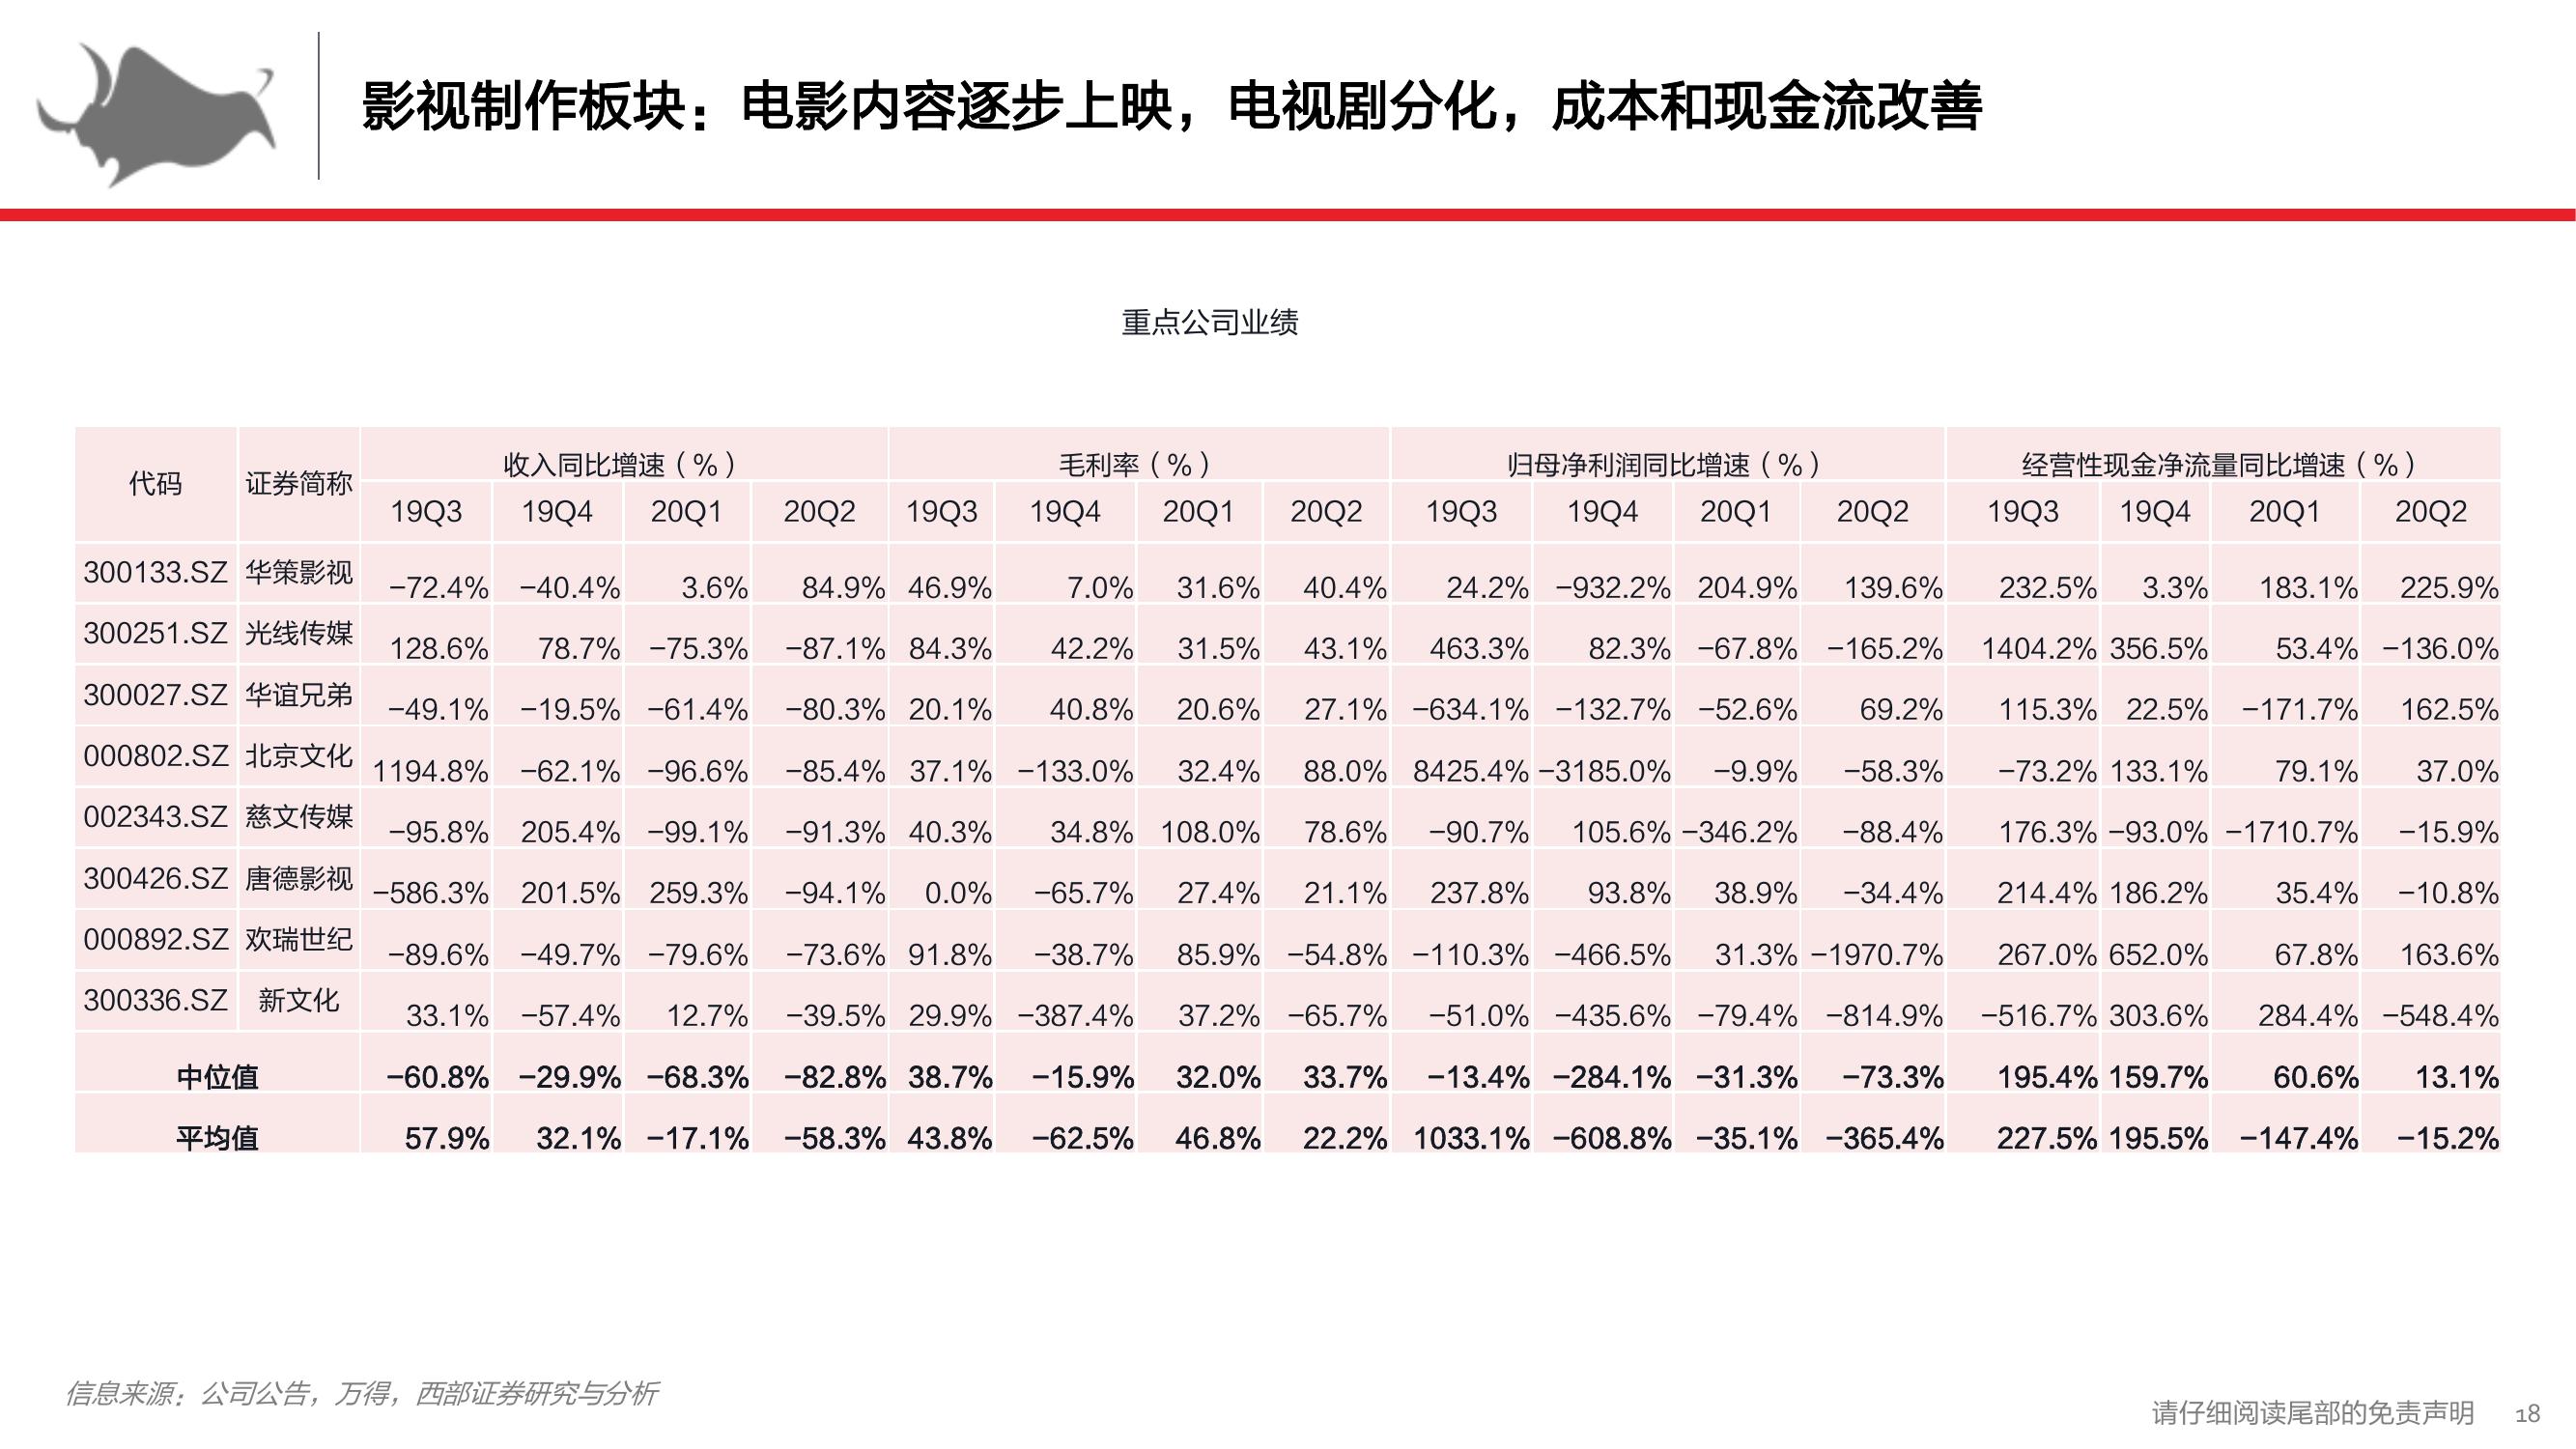 影视制作板块：电影内容逐步上映，电视剧分化，成本和现金流改善
重点公司业绩
代码 证券简称 收入同比增速（%） 毛利率（%） 归母净利润同比增速（%） 经营性现金净流量同比增速（%）
19Q3 19Q4 20Q1 20Q2 19Q3 19Q4 20Q1 20Q2 19Q3 19Q4 20Q1 20Q2 19Q3 19Q4 20Q1 20Q2
300133.SZ 华策影视 −72.4% −40.4% 3.6% 84.9% 46.9% 7.0% 31.6% 40.4% 24.2% −932.2% 204.9% 139.6% 232.5% 3.3% 183.1% 225.9%
300251.SZ 光线传媒 128.6% 78.7% −75.3% −87.1% 84.3% 42.2% 31.5% 43.1% 463.3% 82.3% −67.8% −165.2% 1404.2% 356.5% 53.4% −136.0%
300027.SZ 华谊兄弟 −49.1% −19.5% −61.4% −80.3% 20.1% 40.8% 20.6% 27.1% −634.1% −132.7% −52.6% 69.2% 115.3% 22.5% −171.7% 162.5%
000802.SZ 北京文化 1194.8% −62.1% −96.6% −85.4% 37.1% −133.0% 32.4% 88.0% 8425.4% −3185.0% −9.9% −58.3% −73.2% 133.1% 79.1% 37.0%
002343.SZ 慈文传媒 −95.8% 205.4% −99.1% −91.3% 40.3% 34.8% 108.0% 78.6% −90.7% 105.6% −346.2% −88.4% 176.3% −93.0% −1710.7% −15.9%
300426.SZ 唐德影视 −586.3% 201.5% 259.3% −94.1% 0.0% −65.7% 27.4% 21.1% 237.8% 93.8% 38.9% −34.4% 214.4% 186.2% 35.4% −10.8%
000892.SZ 欢瑞世纪 −89.6% −49.7% −79.6% −73.6% 91.8% −38.7% 85.9% −54.8% −110.3% −466.5% 31.3% −1970.7% 267.0% 652.0% 67.8% 163.6%
300336.SZ 新文化 33.1% −57.4% 12.7% −39.5% 29.9% −387.4% 37.2% −65.7% −51.0% −435.6% −79.4% −814.9% −516.7% 303.6% 284.4% −548.4%
中位值 −60.8% −29.9% −68.3% −82.8% 38.7% −15.9% 32.0% 33.7% −13.4% −284.1% −31.3% −73.3% 195.4% 159.7% 60.6% 13.1%
平均值 57.9% 32.1% −17.1% −58.3% 43.8% −62.5% 46.8% 22.2% 1033.1% −608.8% −35.1% −365.4% 227.5% 195.5% −147.4% −15.2%
信息来源：公司公告，万得，西部证券研究与分析
请仔细阅读尾部的免责声明 18